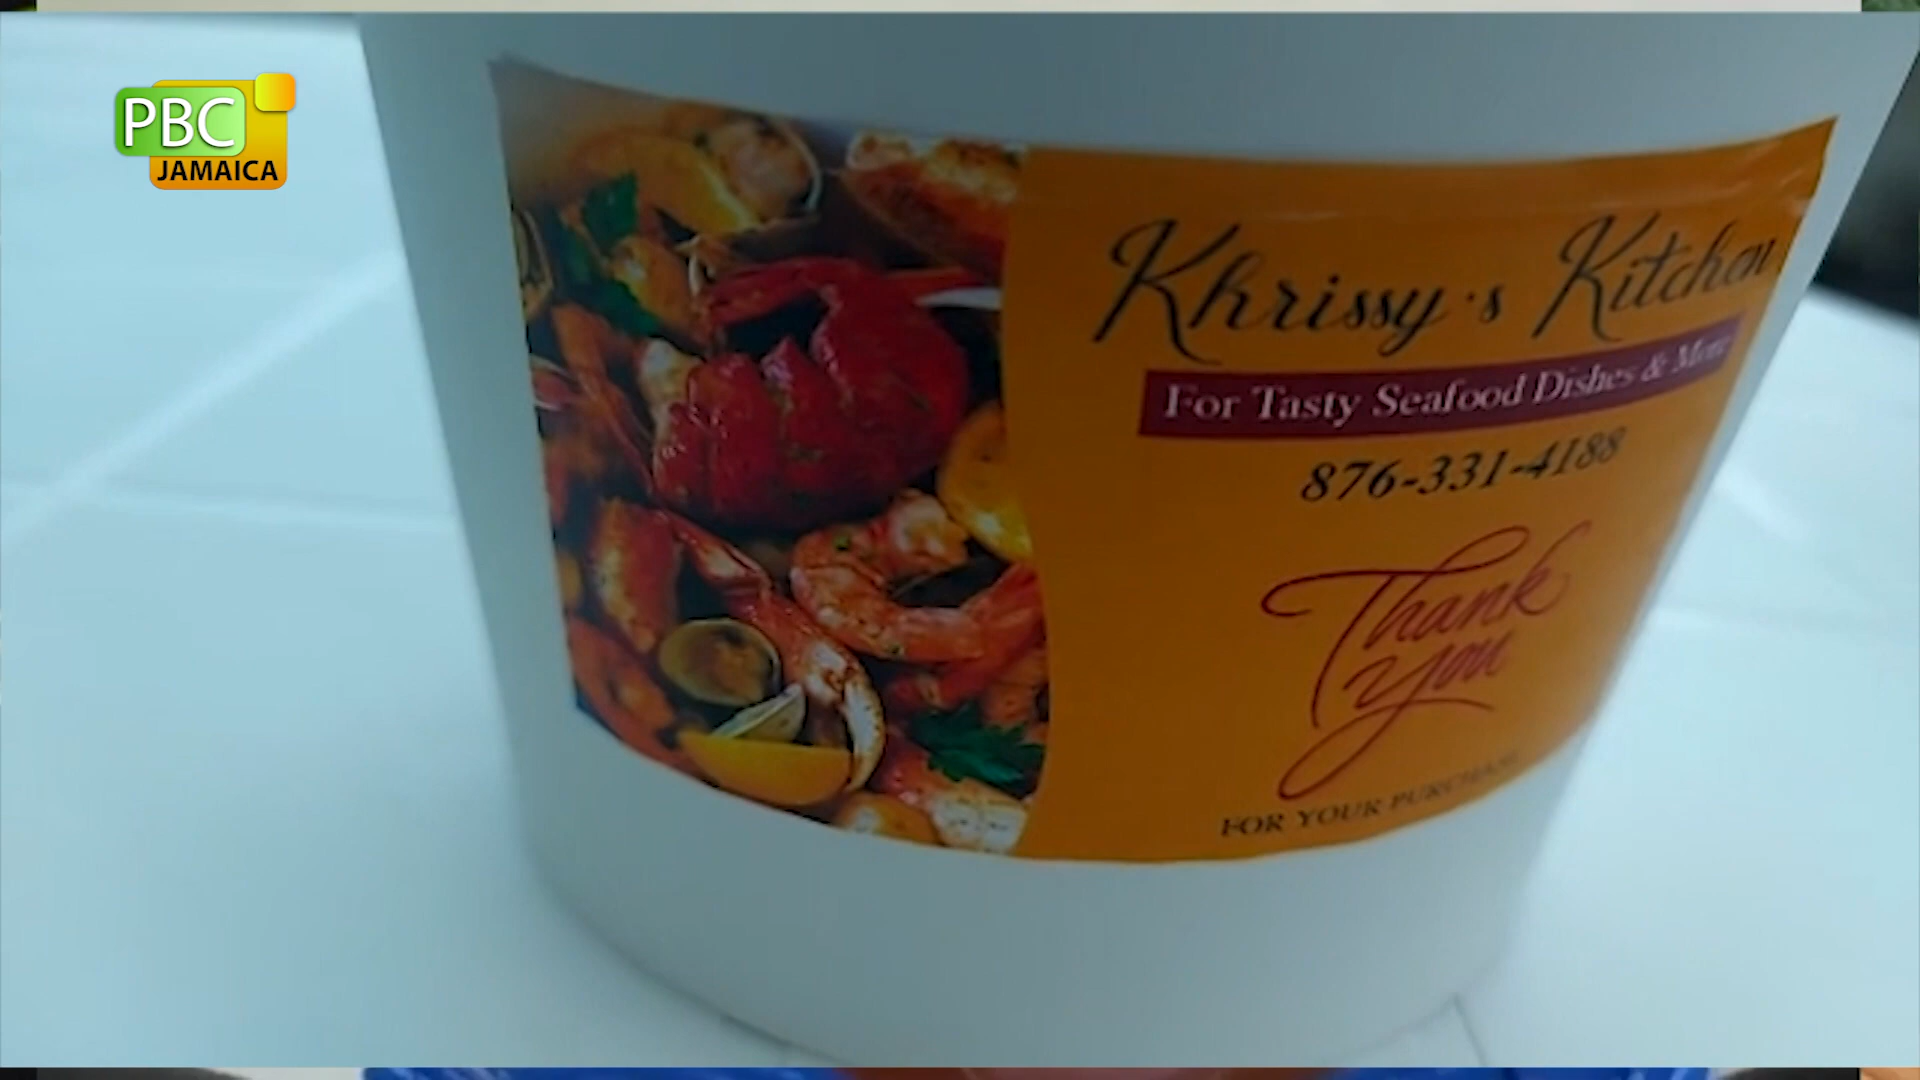 PBC
JAMAICA
Khrissy's Kitchen
For Tasty Seafood Dishes & More
876-331-4188
Thank
You
FOR YOUR PURCHASE